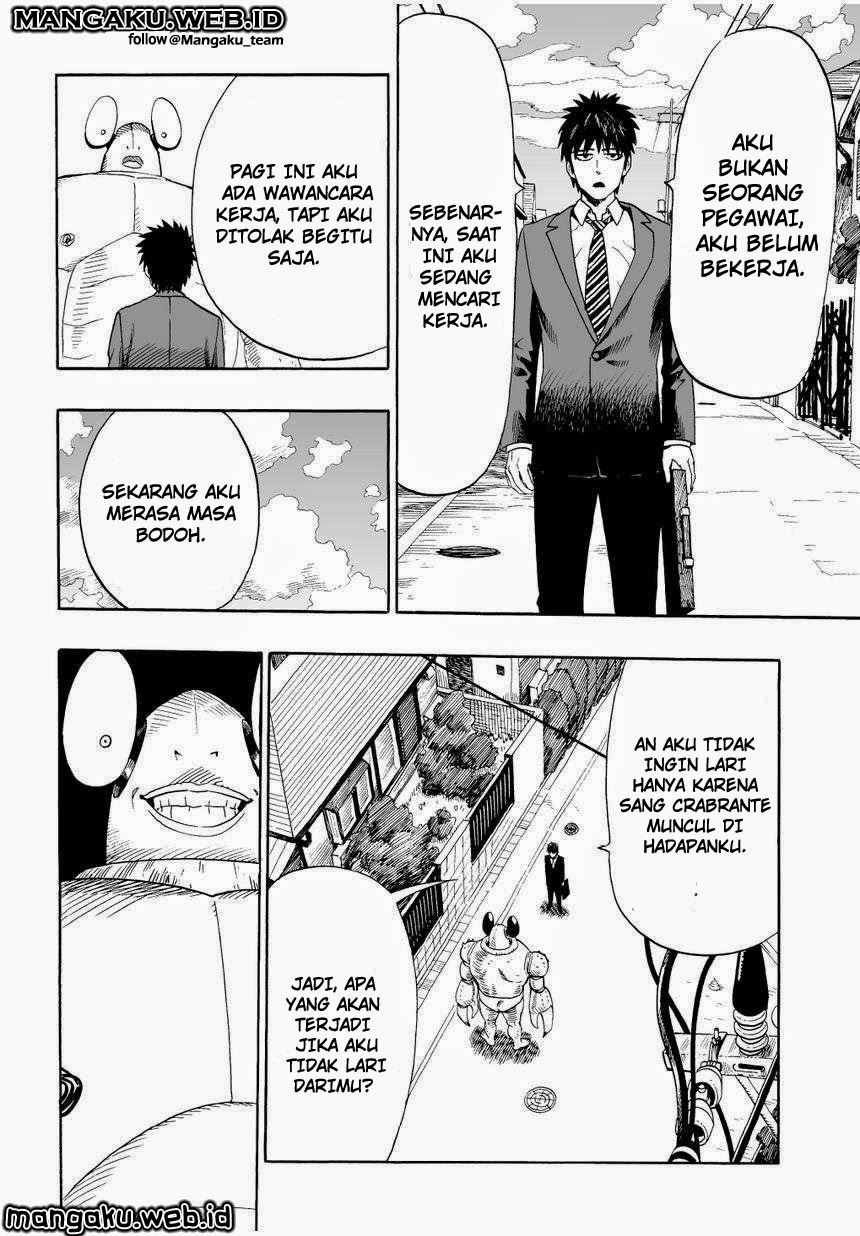 MANGAKU.WEB.ID
follow@Mangaku_team
AKU
BUKAN
SEORANG
PEGAWAI,
AKU BELUM
BEKERJA.
SEBENAR-
NYA, SAAT
INI AKU
SEDANG
MENCARI
KERJA.
PAGI INI AKU
ADA WAWANCARA
KERJA, TAPI AKU
DITOLAK BEGITU
SAJA.
SEKARANG AKU
MERASA MASA
BODOH.
AN AKU TIDAK
INGIN LARI
HANYA KARENA
SANG CRABRANTE
MUNCUL DI
HADAPANKU.
JADI, APA
YANG AKAN
TERJADI
JIKA AKU
TIDAK LARI
DARIMU?
mangaku.web.id